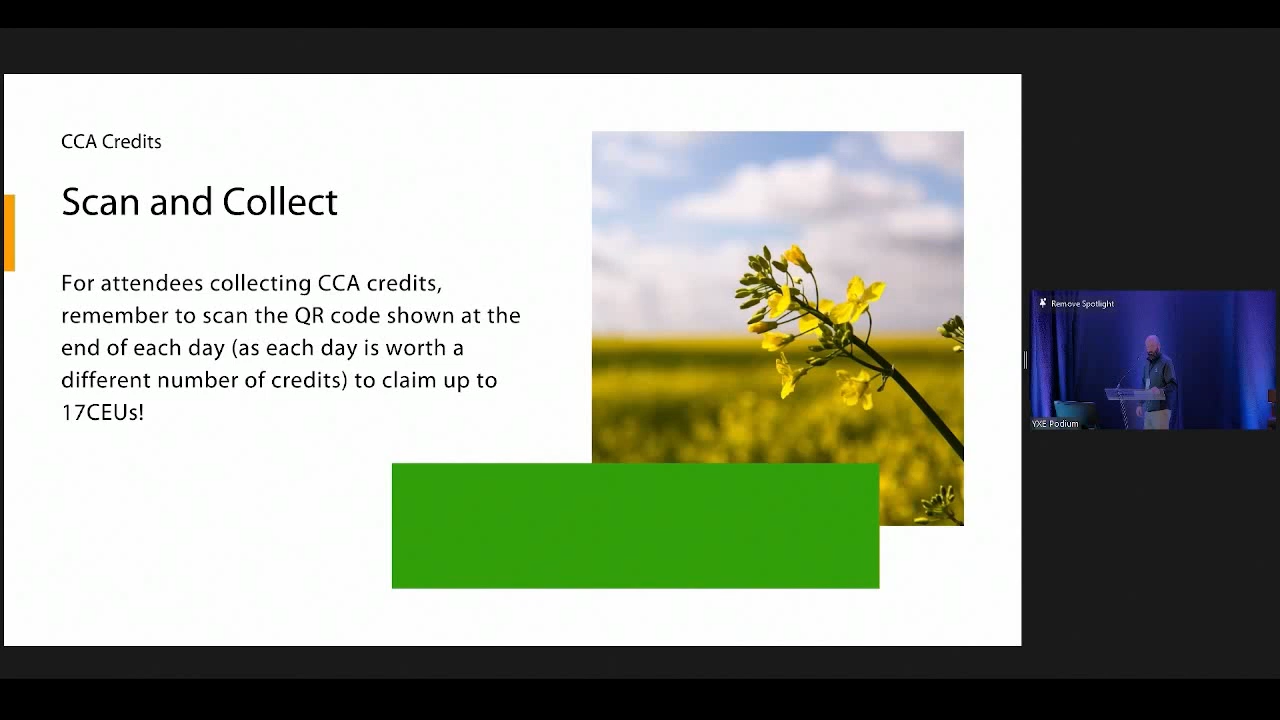 CCA Credits
Scan and Collect
For attendees collecting CCA credits,
remember to scan the QR code shown at the
end of each day (as each day is worth a
different number of credits) to claim up to
17CEUs!
Remove Spotlight
YXE Podium